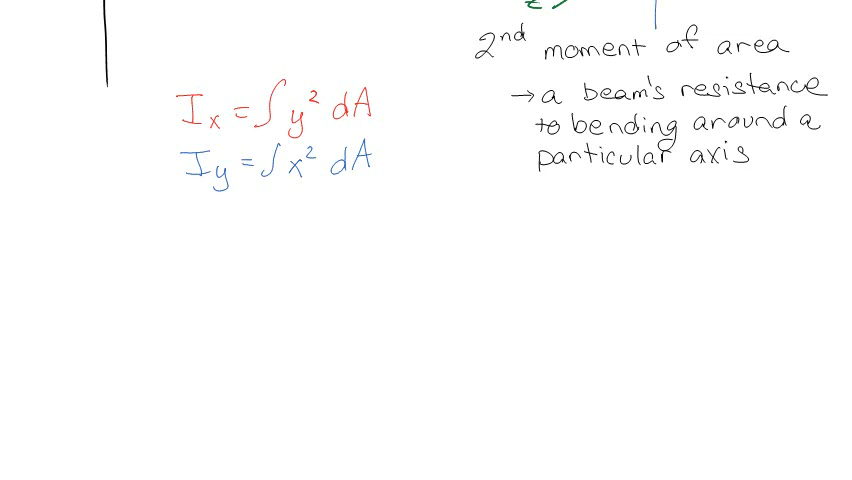 2nd moment of area
→ a beam's resistance
to bending around a
particular axis
Ix = ∫ y² dA
Iy = ∫ x² dA